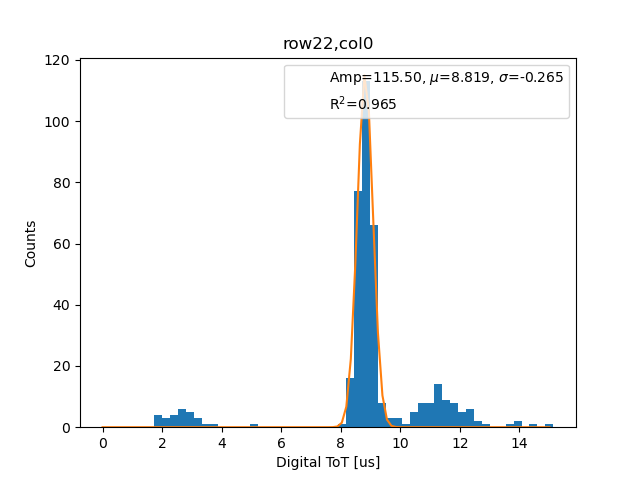 row22,col0
Amp=115.50, μ=8.819, σ=-0.265
R²=0.965
120
100
80
60
40
20
0
Counts
0 2 4 6 8 10 12 14
Digital ToT [us]